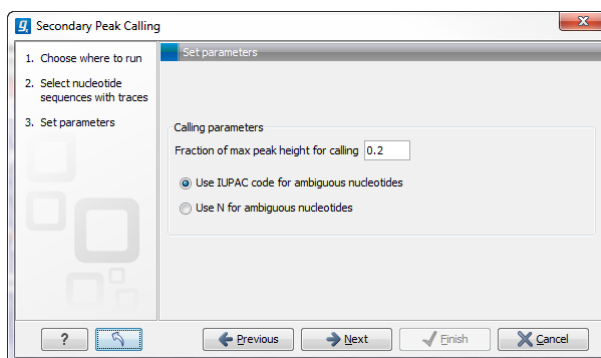 Secondary Peak Calling
1. Choose where to run
2. Select nucleotide
sequences with traces
3. Set parameters
Set parameters
Calling parameters
Fraction of max peak height for calling 0.2
Use IUPAC code for ambiguous nucleotides
Use N for ambiguous nucleotides
? Previous Next Finish Cancel